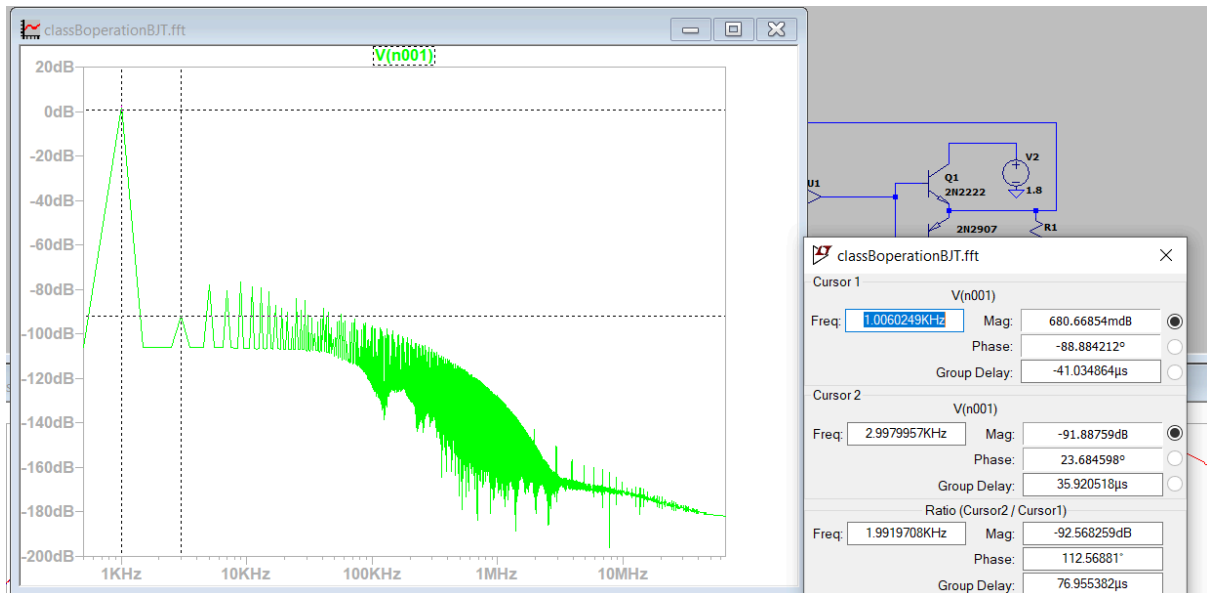 classBoperationBJT.fft
V(n001)
20dB
0dB
-20dB
-40dB
-60dB
-80dB
-100dB
-120dB
-140dB
-160dB
-180dB
-200dB
1KHz
10KHz
100KHz
1MHz
10MHz
U1
Q1
2N2222
V2
1.8
2N2907
R1
classBoperationBJT.fft
Cursor 1
V(n001)
Freq: 1.0060249KHz Mag: 680.66854mdB
Phase: -88.884212º
Group Delay: -41.034864µs
Cursor 2
V(n001)
Freq: 2.9979957KHz Mag: -91.88759dB
Phase: 23.684598º
Group Delay: 35.920518µs
Ratio (Cursor2 / Cursor1)
Freq: 1.9919708KHz Mag: -92.568259dB
Phase: 112.56881°
Group Delay: 76.955382µs